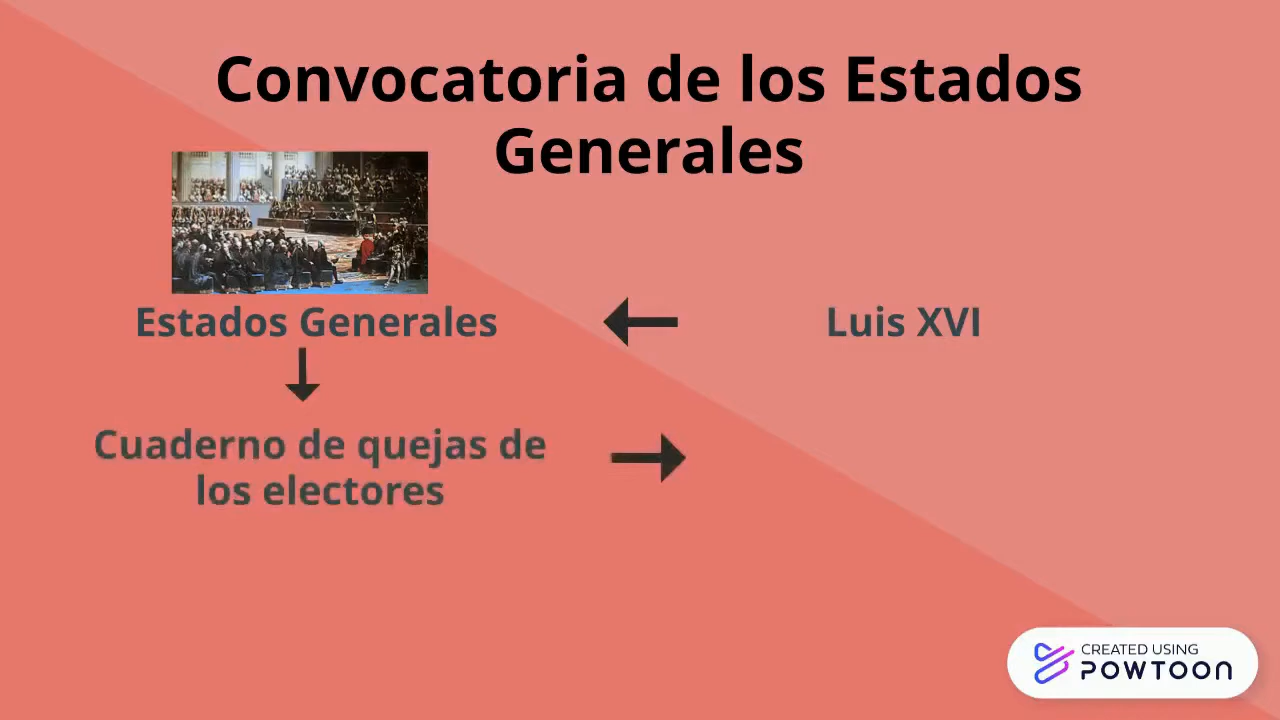 Convocatoria de los Estados
Generales
Estados Generales
Luis XVI
Cuaderno de quejas de
los electores
CREATED USING
POWTOON